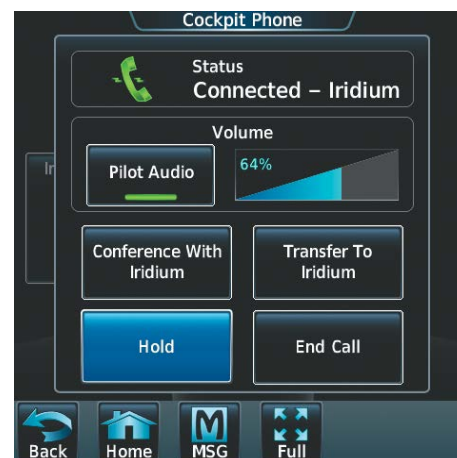 Cockpit Phone
Status
Connected – Iridium
Volume
Pilot Audio
64%
Conference With
Iridium
Transfer To
Iridium
Hold
End Call
Back
Home
MSG
Full